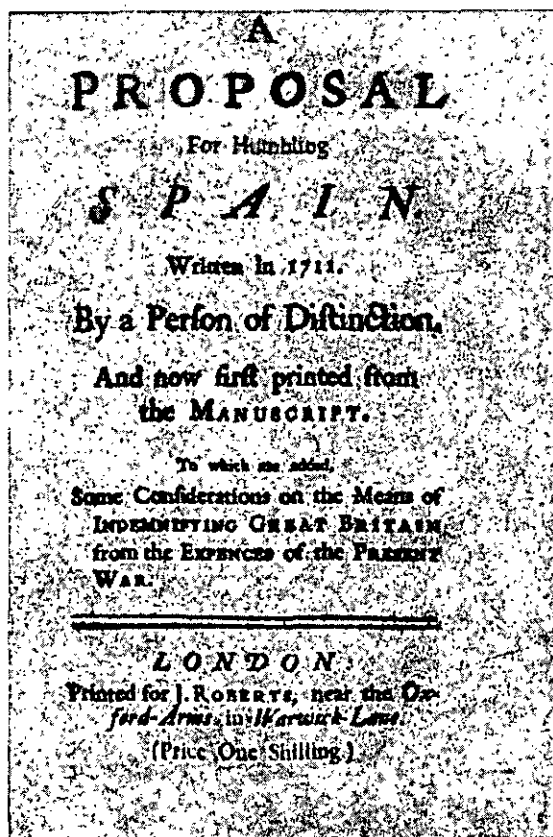 A
PROPOSAL
For Humbling
SPAIN.
Written in 1711.
By a Perſon of Diſtinction.
And now firſt printed from
the MANUSCRIPT.
To which are added,
Some Conſiderations on the Means of
INDEMNIFYING GREAT BRITAIN
from the EXPENCES of the PRESENT
WAR.
LONDON:
Printed for J. ROBERTS, near the Ox-
ford-Arms, in Warwick-Lane.
(Price One Shilling.)